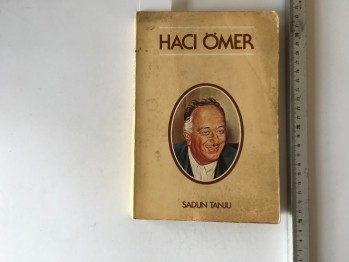 HACI ÖMER
SADUN TANJU